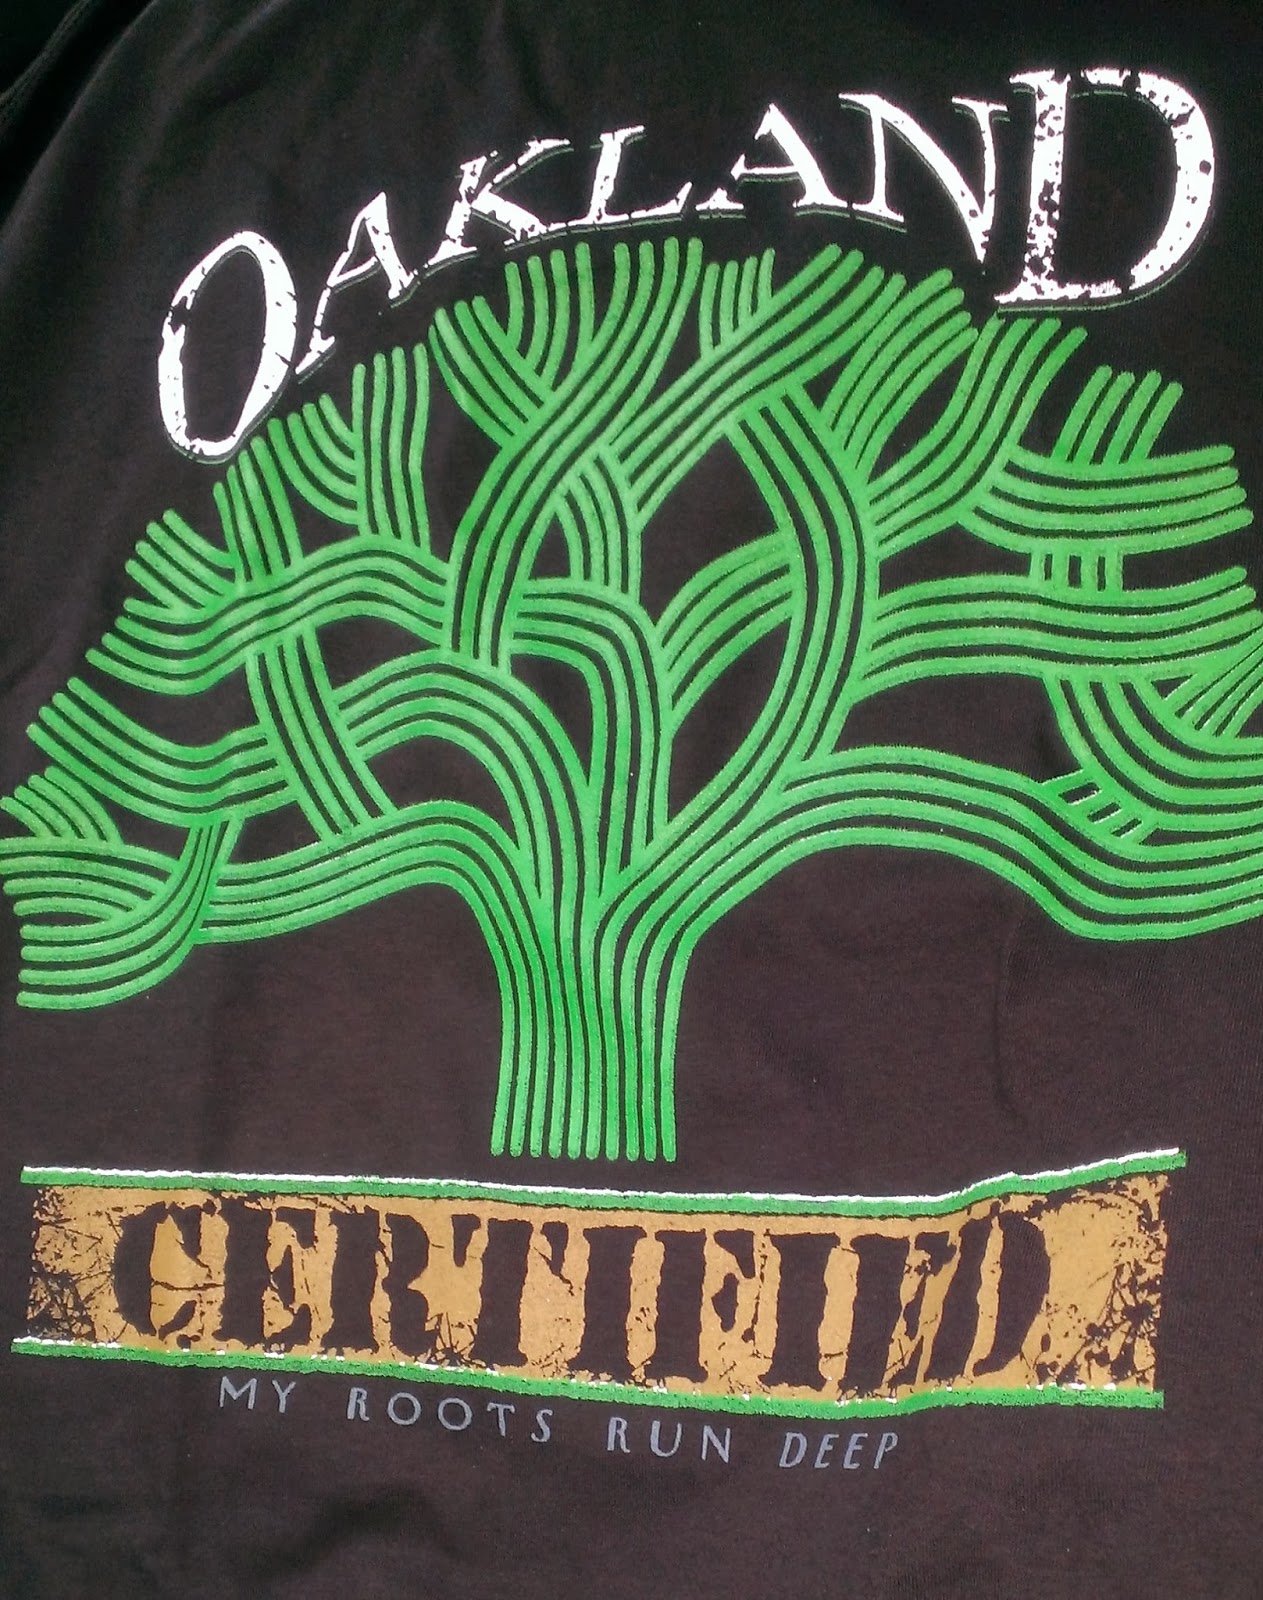 OAKLAND
CERTIFIED
MY ROOTS RUN DEEP